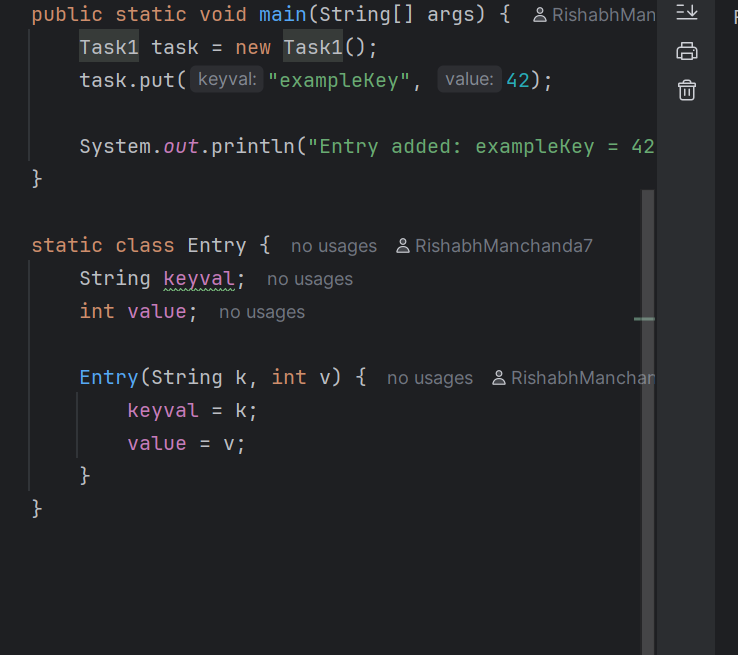 public static void main(String[] args) { RishabhMan
Task1 task = new Task1();
task.put( keyval: "exampleKey", value: 42);
System.out.println("Entry added: exampleKey = 42
}
static class Entry { no usages RishabhManchanda7
String keyval; no usages
int value; no usages
Entry(String k, int v) { no usages RishabhManchan
keyval = k;
value = v;
}
}